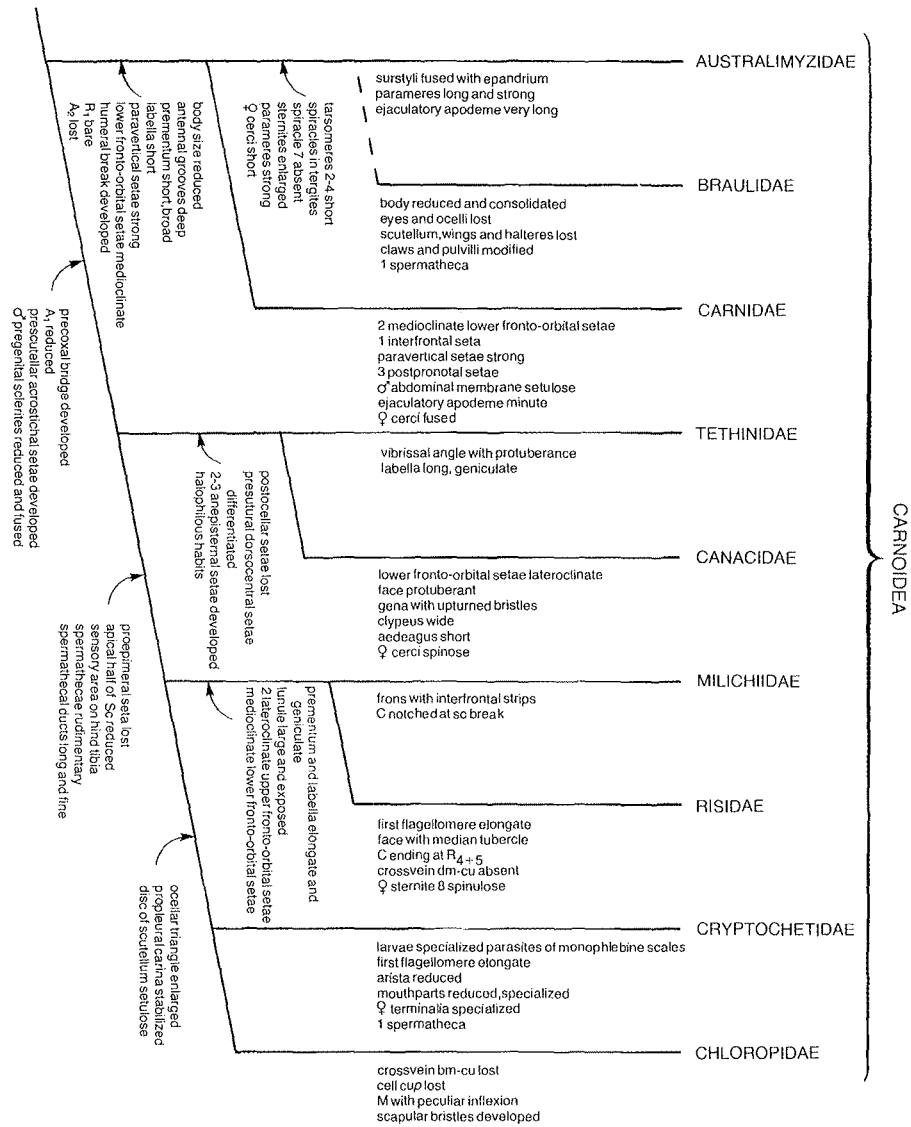 AUSTRALIMYZIDAE
surstyli fused with epandrium
parameres long and strong
ejaculatory apodeme very long
BRAULIDAE
body reduced and consolidated
eyes and ocelli lost
scutellum, wings and halteres lost
claws and pulvilli modified
1 spermatheca
tarsomeres 2-4 short
spiracles in tergites
spiracle 7 absent
sternites enlarged
parameres strong
♀ cerci short
body size reduced
antennal grooves deep
prementum short, broad
labella short
paravertical setae strong
lower fronto-orbital setae medioclinate
humeral break developed
R₁ bare
A₂ lost
CARNIDAE
2 medioclinate lower fronto-orbital setae
1 interfrontal seta
paravertical setae strong
3 postpronotal setae
♂ abdominal membrane setulose
ejaculatory apodeme minute
♀ cerci fused
precoxal bridge developed
A₁ reduced
prescutellar acrostichal setae developed
♂ pregenital sclerites reduced and fused
TETHINIDAE
vibrissal angle with protuberance
labella long, geniculate
postocellar setae lost
presutural dorsocentral setae
differentiated
2-3 anepisternal setae developed
halophilous habits
CANACIDAE
lower fronto-orbital setae lateroclinate
face protuberant
gena with upturned bristles
clypeus wide
aedeagus short
♀ cerci spinose
proepimeral seta lost
apical half of Sc reduced
sensory area on hind tibia
spermathecae rudimentary
spermathecal ducts long and fine
MILICHIIDAE
frons with interfrontal strips
C notched at sc break
prementum and labella elongate and
geniculate
lunule large and exposed
2 lateroclinate upper fronto-orbital setae
medioclinate lower fronto-orbital setae
RISIDAE
first flagellomere elongate
face with median tubercle
C ending at R₄₊₅
crossvein dm-cu absent
♀ sternite 8 spinulose
ocellar triangle enlarged
propleural carina stabilized
disc of scutellum setulose
CRYPTOCHETIDAE
larvae specialized parasites of monophlebine scales
first flagellomere elongate
arista reduced
mouthparts reduced, specialized
♀ terminalia specialized
1 spermatheca
CHLOROPIDAE
crossvein bm-cu lost
cell cup lost
M with peculiar inflexion
scapular bristles developed
CARNOIDEA